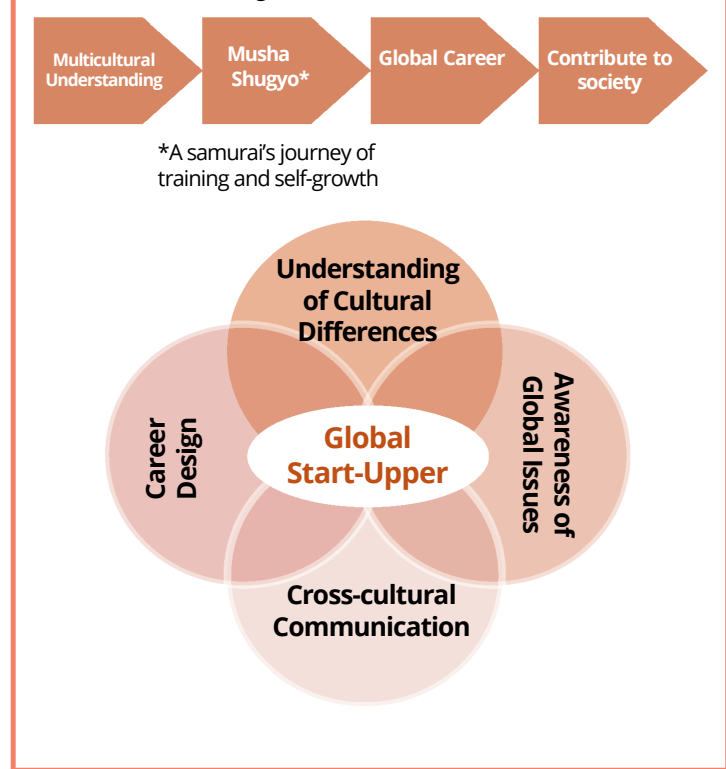 Multicultural
Understanding
Musha
Shugyo*
Global Career
Contribute to
society
*A samurai’s journey of
training and self-growth
Understanding
of Cultural
Differences
Career
Design
Global
Start-Upper
Awareness of
Global Issues
Cross-cultural
Communication